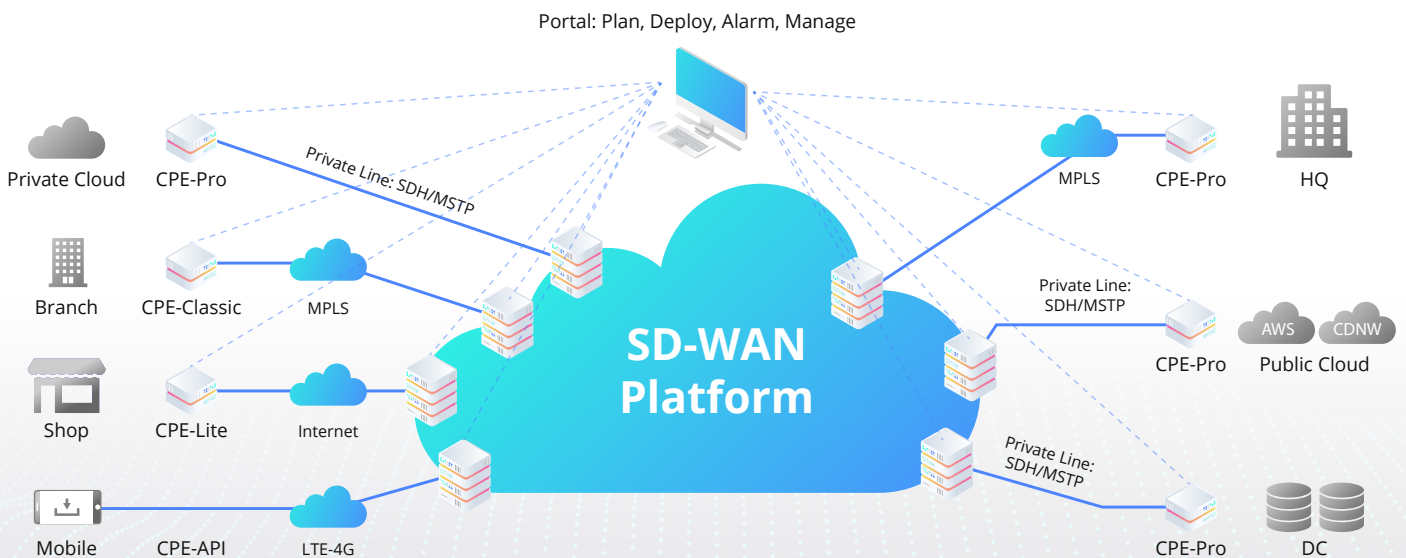 Portal: Plan, Deploy, Alarm, Manage
Private Cloud
CPE-Pro
Private Line: SDH/MSTP
MPLS
CPE-Pro
HQ
Branch
CPE-Classic
MPLS
Private Line:
SDH/MSTP
AWS
CDNW
CPE-Pro
Public Cloud
SD-WAN
Platform
Shop
CPE-Lite
Internet
Private Line:
SDH/MSTP
Mobile
CPE-API
LTE-4G
CPE-Pro
DC